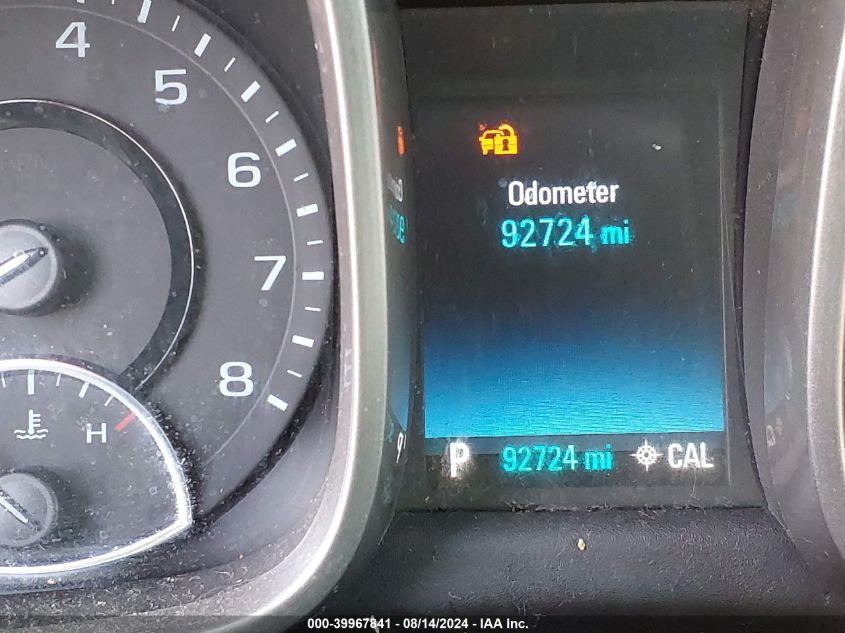 4
5
6
7
8
H
Odometer
92724 mi
P 92724 mi CAL
000-39967841 - 08/14/2024 - IAA Inc.